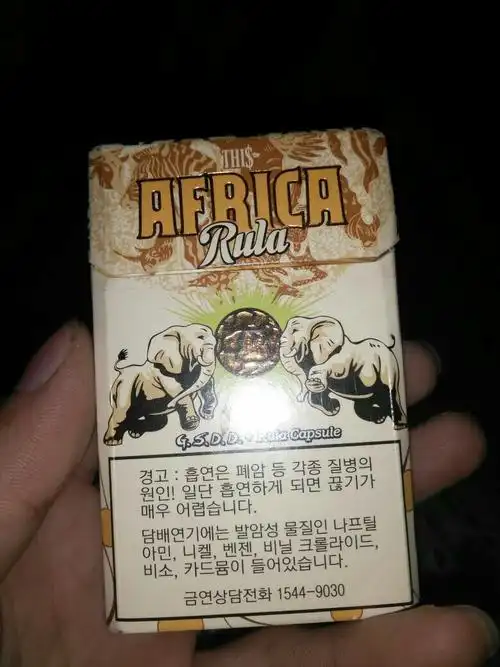 THI$
AFRICA
Rula
G.S.D.D. Rula Capsule
경고 : 흡연은 폐암 등 각종 질병의
원인!! 일단 흡연하게 되면 끊기가
매우 어렵습니다.
담배연기에는 발암성 물질인 나프틸
아민, 니켈, 벤젠, 비닐 크롤라이드,
비소, 카드뮴이 들어있습니다.
금연상담전화 1544-9030